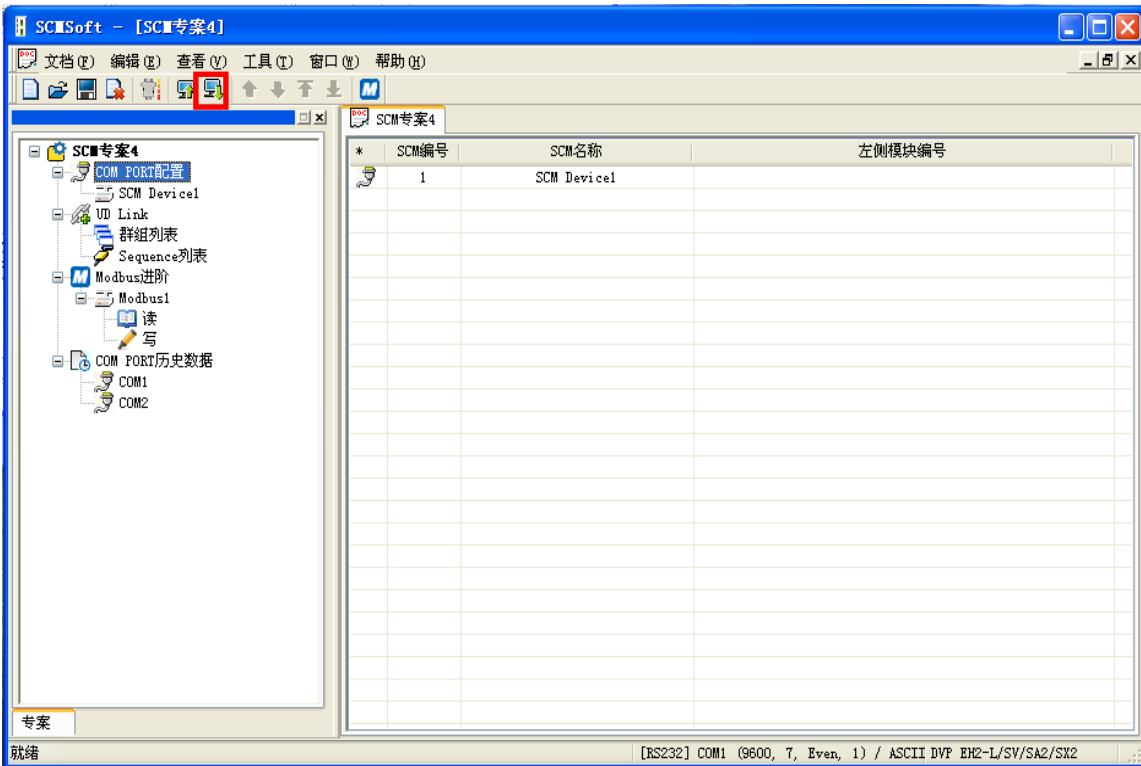 SCMSoft - [SCM专案4]
文档(F) 编辑(E) 查看(V) 工具(T) 窗口(W) 帮助(H)
SCM专案4
SCM专案4
COM PORT配置
SCM Device1
UD Link
群组列表
Sequence列表
Modbus进阶
Modbus1
读
写
COM PORT历史数据
COM1
COM2
* SCM编号 SCM名称 左侧模块编号
1 SCM Device1
专案
就绪
[RS232] COM1 (9600, 7, Even, 1) / ASCII DVP EH2-L/SV/SA2/SX2